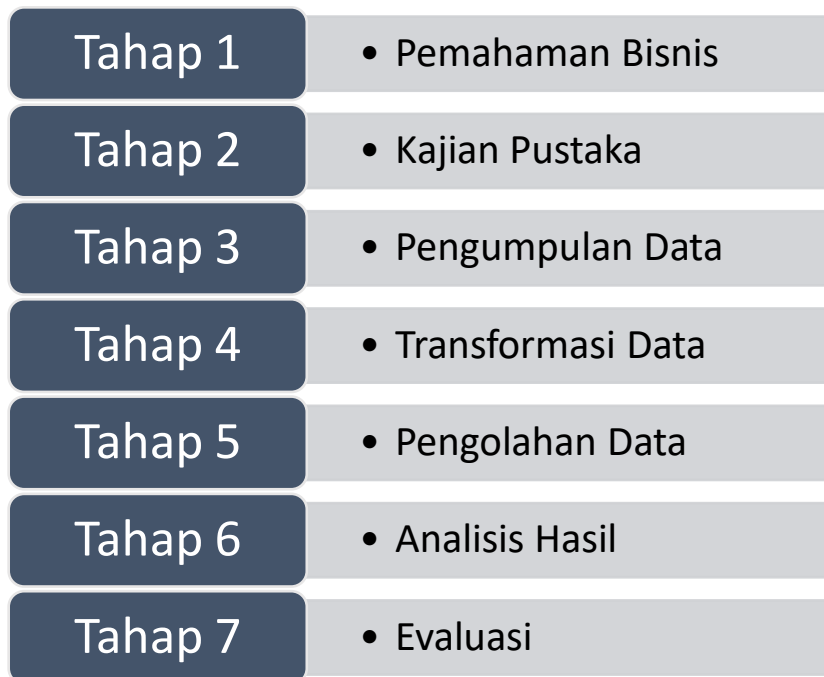 Tahap 1
• Pemahaman Bisnis
Tahap 2
• Kajian Pustaka
Tahap 3
• Pengumpulan Data
Tahap 4
• Transformasi Data
Tahap 5
• Pengolahan Data
Tahap 6
• Analisis Hasil
Tahap 7
• Evaluasi